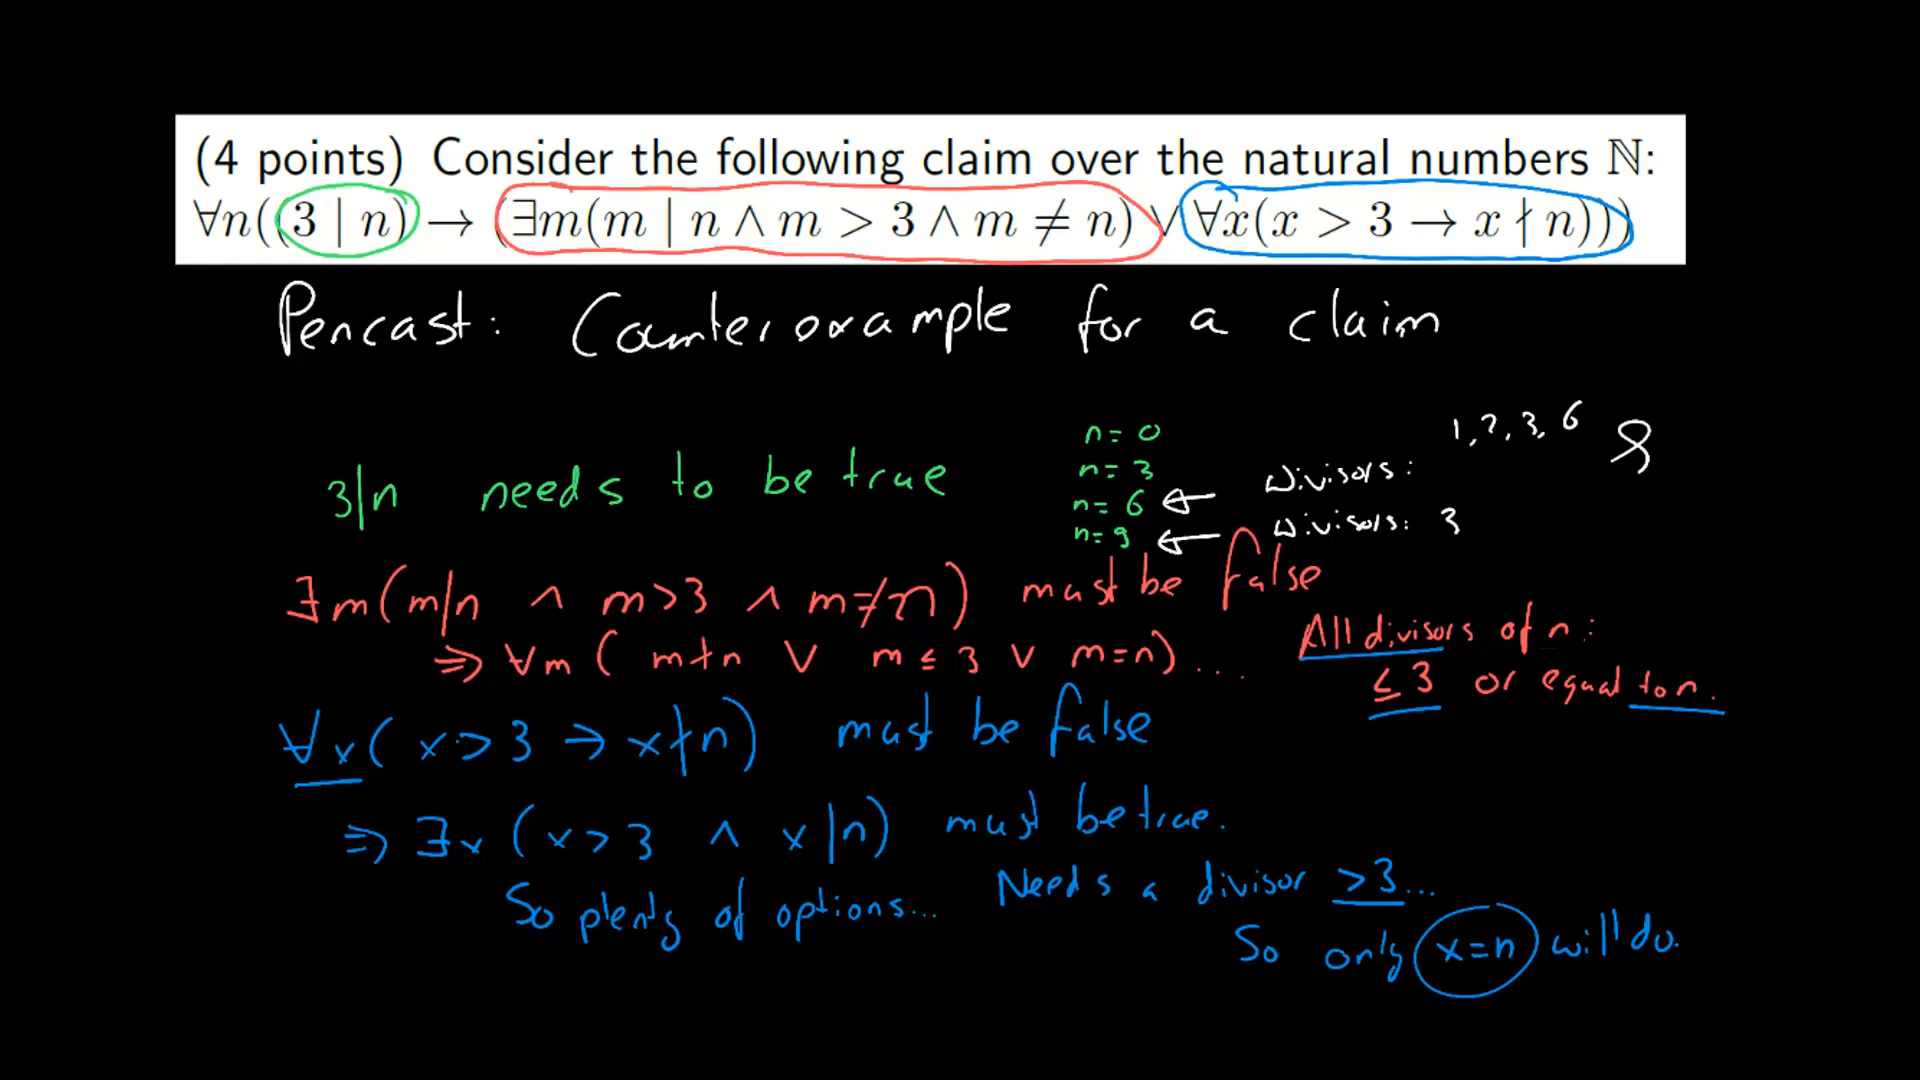 (4 points) Consider the following claim over the natural numbers ℕ:
∀n((3 | n) → (∃m(m | n ∧ m > 3 ∧ m ≠ n) ∨ ∀x(x > 3 → x ∤ n)))
Pencast: Counterexample for a claim
3|n needs to be true
n= 0
n= 3
n= 6 ← Divisors: 1, 2, 3, 6
n= 9 ← Divisors: 3
∃m(m|n ∧ m>3 ∧ m≠n) must be false
⇒ ∀m( m∤n ∨ m≤3 ∨ m=n)...
All divisors of n:
≤3 or equal to n.
∀x( x>3 → x∤n) must be false
⇒ ∃x (x>3 ∧ x|n) must be true.
So plenty of options... Needs a divisor >3...
So only x=n will do.